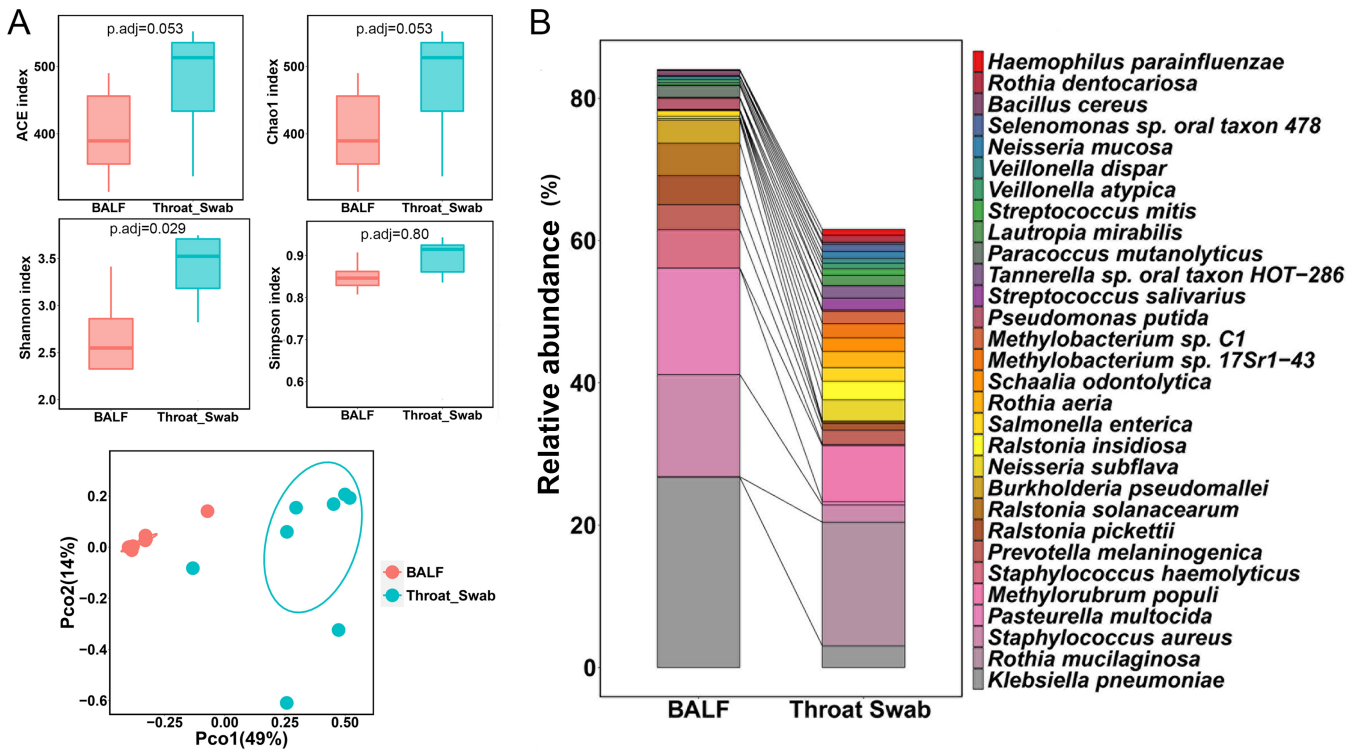 A
p.adj=0.053
ACE index
500
400
BALF
Throat_Swab
p.adj=0.053
Chao1 index
500
400
BALF
Throat_Swab
p.adj=0.029
Shannon index
3.5
3.0
2.5
2.0
BALF
Throat_Swab
p.adj=0.80
Simpson index
0.9
0.8
0.7
0.6
BALF
Throat_Swab
Pco2(14%)
0.2
0.0
−0.2
−0.4
−0.6
−0.25
0.00
0.25
0.50
Pco1(49%)
BALF
Throat_Swab
B
Relative abundance (%)
80
60
40
20
0
BALF
Throat Swab
Haemophilus parainfluenzae
Rothia dentocariosa
Bacillus cereus
Selenomonas sp. oral taxon 478
Neisseria mucosa
Veillonella dispar
Veillonella atypica
Streptococcus mitis
Lautropia mirabilis
Paracoccus mutanolyticus
Tannerella sp. oral taxon HOT−286
Streptococcus salivarius
Pseudomonas putida
Methylobacterium sp. C1
Methylobacterium sp. 17Sr1−43
Schaalia odontolytica
Rothia aeria
Salmonella enterica
Ralstonia insidiosa
Neisseria subflava
Burkholderia pseudomallei
Ralstonia solanacearum
Ralstonia pickettii
Prevotella melaninogenica
Staphylococcus haemolyticus
Methylorubrum populi
Pasteurella multocida
Staphylococcus aureus
Rothia mucilaginosa
Klebsiella pneumoniae